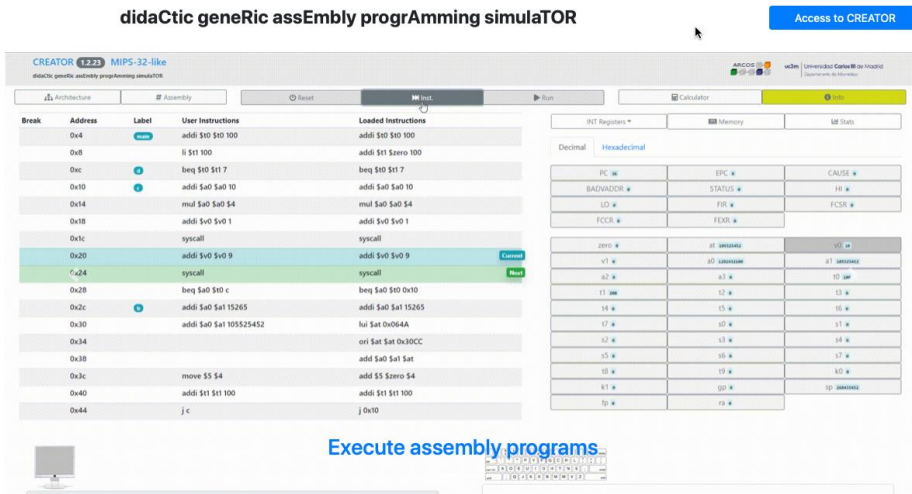 didaCtic geneRic assEmbly progrAmming simulaTOR
Access to CREATOR
CREATOR 1.2.23 MIPS-32-like
didaCtic geneRic assEmbly progrAmming simulaTOR
ARCOS
uc3m Universidad Carlos III de Madrid
Architecture
# Assembly
Reset
Inst.
Run
Calculator
Info
Break Address Label User Instructions Loaded Instructions
0x4 main addi $t0 $t0 100 addi $t0 $t0 100
0x8 li $t1 100 addi $t1 $zero 100
0xc d beq $t0 $t1 7 beq $t0 $t1 7
0x10 c addi $a0 $a0 10 addi $a0 $a0 10
0x14 mul $a0 $a0 $4 mul $a0 $a0 $4
0x18 addi $v0 $v0 1 addi $v0 $v0 1
0x1c syscall syscall
0x20 addi $v0 $v0 9 addi $v0 $v0 9 Current
0x24 syscall syscall Next
0x28 beq $a0 $t0 c beq $a0 $t0 0x10
0x2c b addi $a0 $a1 15265 addi $a0 $a1 15265
0x30 addi $a0 $a1 105525452 lui $at 0x064A
0x34 ori $at $at 0x30CC
0x38 add $a0 $a1 $at
0x3c move $5 $4 add $5 $zero $4
0x40 addi $t1 $t1 100 addi $t1 $t1 100
0x44 j c j 0x10
INT Registers
Memory
Stats
Decimal Hexadecimal
PC EPC CAUSE
BADVADDR STATUS HI
LO FIR FCSR
FCCR FEXR
zero at v0
v1 a0 a1
a2 a3 t0
t1 t2 t3
t4 t5 t6
t7 s0 s1
s2 s3 s4
s5 s6 s7
t8 t9 k0
k1 gp sp
fp ra
Execute assembly programs